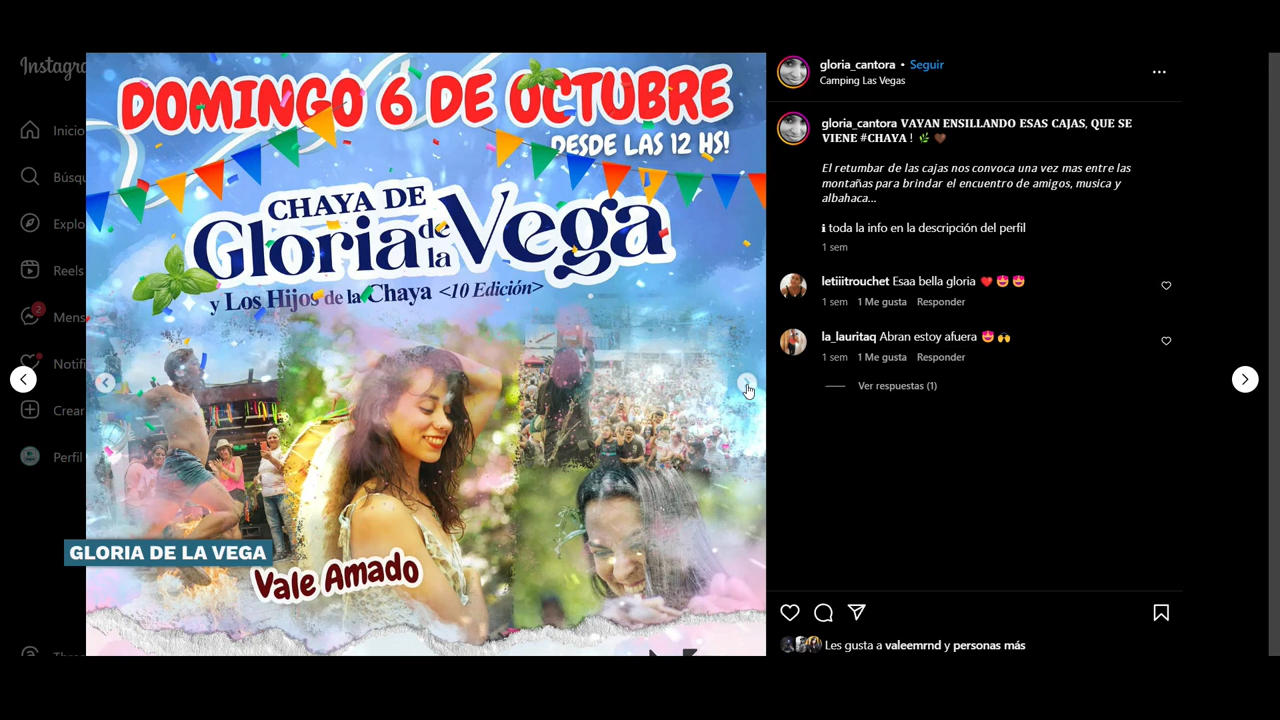 Instagr
Inicio
Búsqu
Explo
Reels
2
Mens
Notifi
Crear
Perfil
DOMINGO 6 DE OCTUBRE
DESDE LAS 12 HS!
CHAYA DE
Gloria de la Vega
y Los Hijos de la Chaya <10 Edición>
Vale Amado
GLORIA DE LA VEGA
gloria_cantora • Seguir
Camping Las Vegas
gloria_cantora VAYAN ENSILLANDO ESAS CAJAS, QUE SE
VIENE #CHAYA ! 🌿 🤎
El retumbar de las cajas nos convoca una vez mas entre las
montañas para brindar el encuentro de amigos, musica y
albahaca...
ℹ toda la info en la descripción del perfil
1 sem
letiiitrouchet Esaa bella gloria ❤️😍😍
1 sem 1 Me gusta Responder
la_lauritaq Abran estoy afuera 😍🙌
1 sem 1 Me gusta Responder
Ver respuestas (1)
Les gusta a valeemrnd y personas más